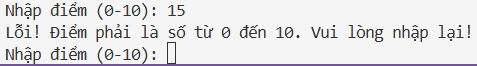 Nhập điểm (0-10): 15
Lỗi! Điểm phải là số từ 0 đến 10. Vui lòng nhập lại!
Nhập điểm (0-10):